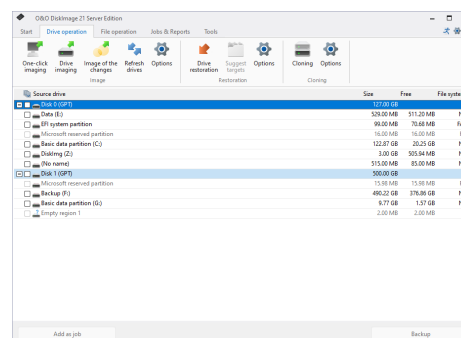 O&O DiskImage 21 Server Edition
Start Drive operation File operation Jobs & Reports Tools
One-click imaging Drive imaging Image of the changes Refresh drives Options Drive restoration Suggest targets Options Cloning Options
Image Restoration Cloning
Source drive Size Free File syste
Disk 0 (GPT) 127.00 GB
Data (E:) 529.00 MB 511.20 MB
EFI system partition 99.00 MB 70.68 MB
Microsoft reserved partition 16.00 MB 16.00 MB
Basic data partition (C:) 122.87 GB 20.25 GB
DiskImg (Z:) 3.00 GB 505.94 MB
(No name) 515.00 MB 85.00 MB
Disk 1 (GPT) 500.00 GB
Microsoft reserved partition 15.98 MB 15.98 MB
Backup (F:) 490.22 GB 376.86 GB
Basic data partition (G:) 9.77 GB 1.57 GB
Empty region 1 2.00 MB 2.00 MB
Add as job Backup